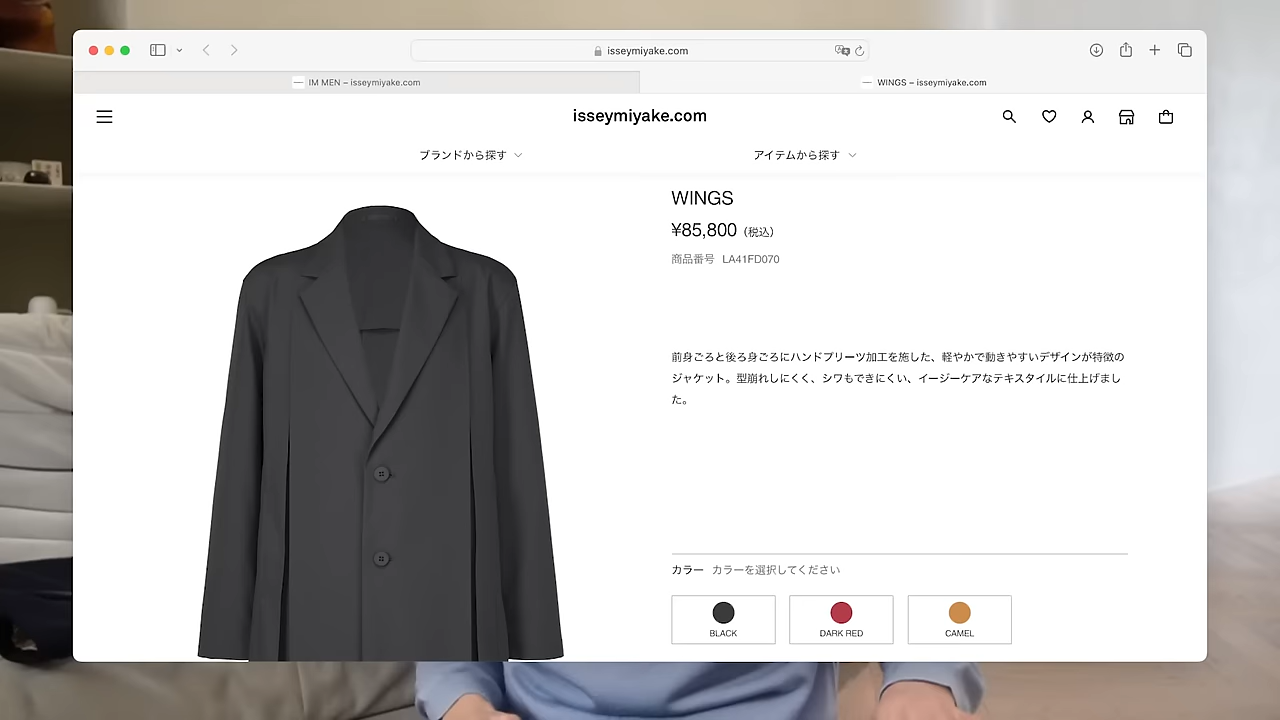 isseymiyake.com
IM MEN – isseymiyake.com
WINGS – isseymiyake.com
isseymiyake.com
ブランドから探す
アイテムから探す
WINGS
¥85,800 (税込)
商品番号 LA41FD070
前身ごろと後ろ身ごろにハンドプリーツ加工を施した、軽やかで動きやすいデザインが特徴の
ジャケット。型崩れしにくく、シワもできにくい、イージーケアなテキスタイルに仕上げまし
た。
カラー カラーを選択してください
BLACK
DARK RED
CAMEL